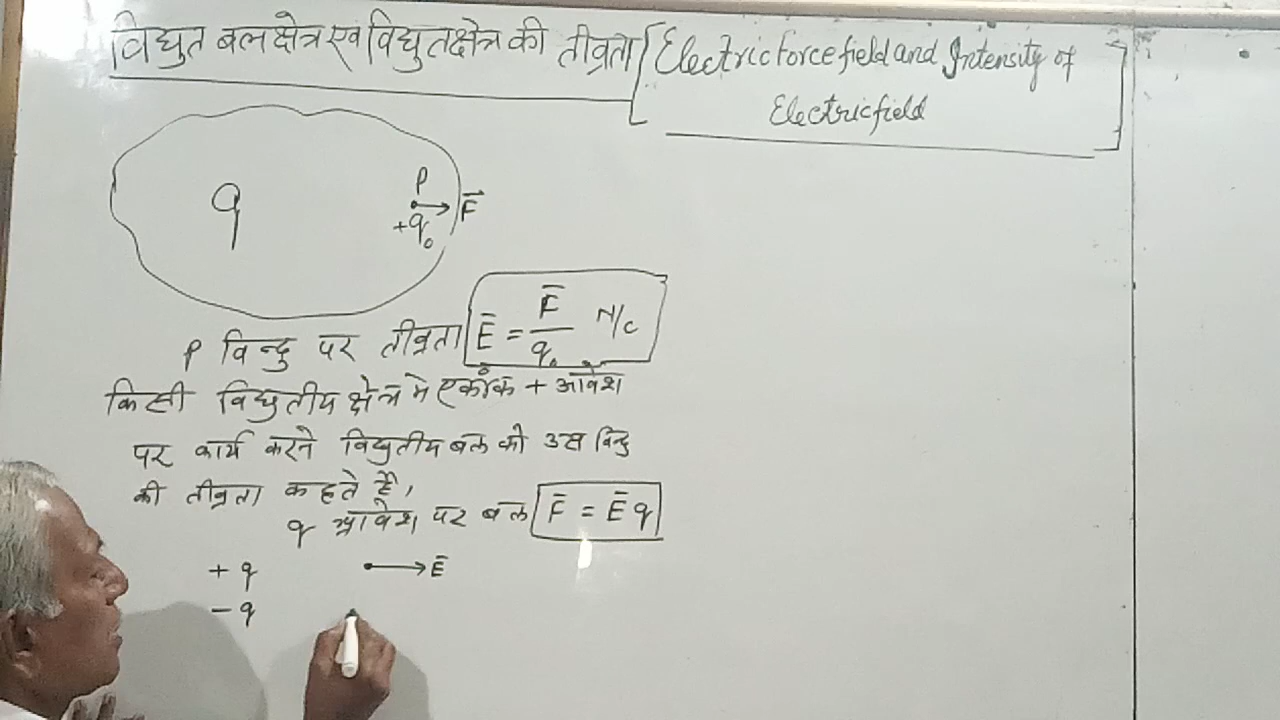 विद्युत बल क्षेत्र एवं विद्युत क्षेत्र की तीव्रता [Electric force field and Intensity of
Electric field]
q
P
+q₀
F⃗
P विन्दु पर तीव्रता Ē = F̄/q₀ N/C
किसी विद्युतीय क्षेत्र मे एकांक + आवेश
पर कार्य करने विद्युतीय बल को उस विन्दु
की तीव्रता कहते है,
q आवेश पर बल F̄ = Ē q
+ q → Ē
- q